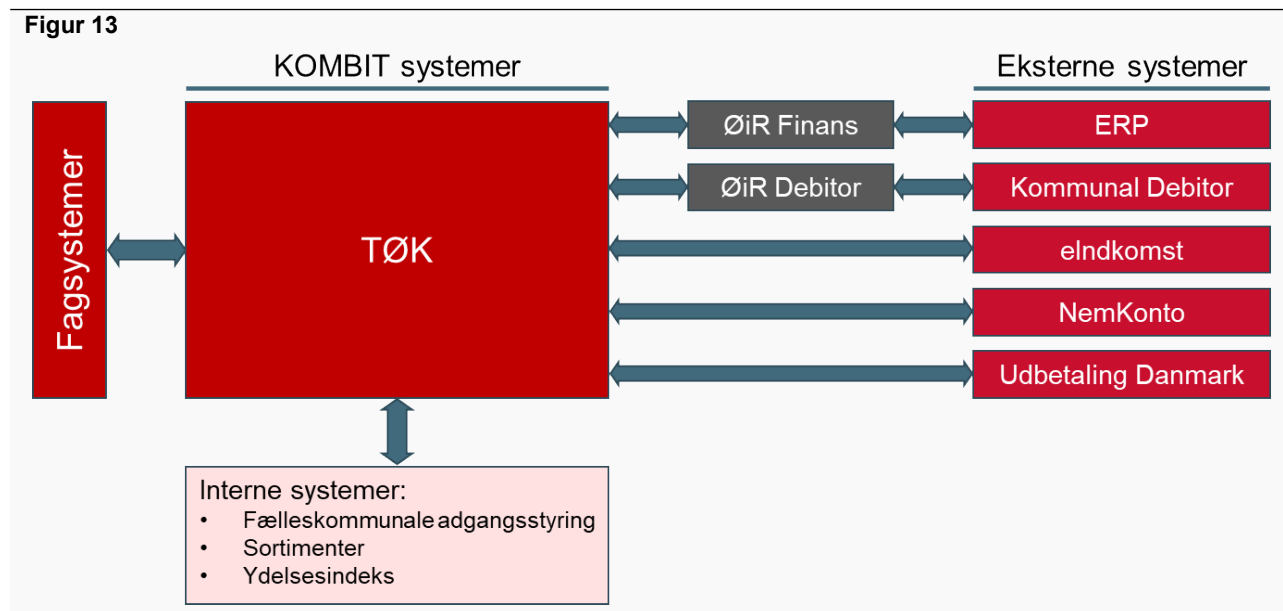 Figur 13
KOMBIT systemer
Eksterne systemer
Fagsystemer
TØK
ØiR Finans
ERP
ØiR Debitor
Kommunal Debitor
eIndkomst
NemKonto
Udbetaling Danmark
Interne systemer:
• Fælleskommunale adgangsstyring
• Sortimenter
• Ydelsesindeks